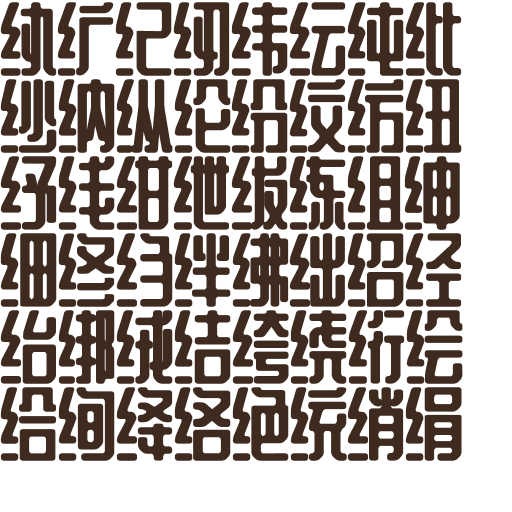 纨纩纪纫纬纭纯纰
纱纳纵纶纷纹纺纽
纾线绀绁绂练组绅
细终绉绊绋绌绍经
绐绑绒结绔绕绗绘
给绚绛络绝统绡绢